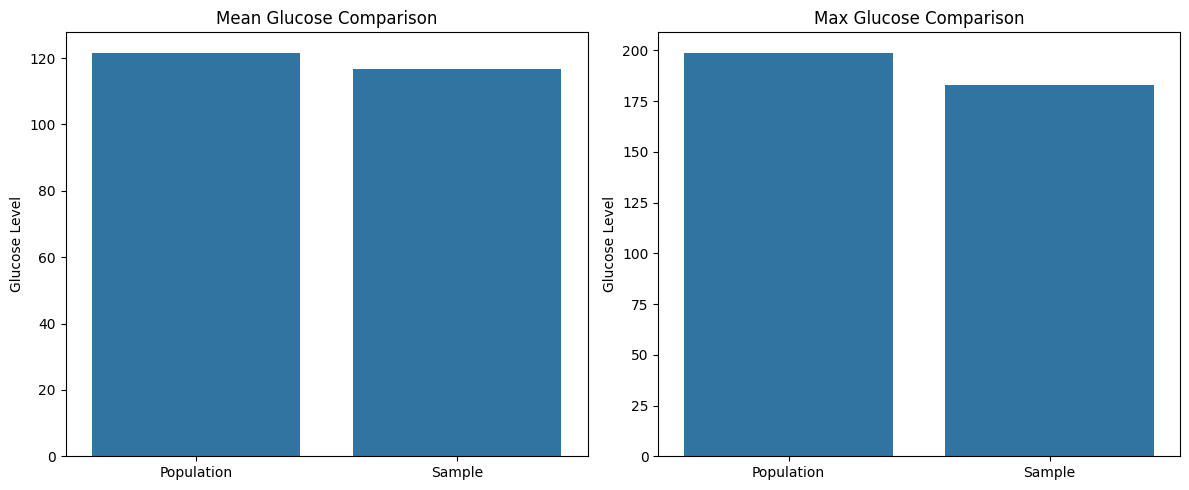 Mean Glucose Comparison
Glucose Level
120
100
80
60
40
20
0
Population Sample
Max Glucose Comparison
Glucose Level
200
175
150
125
100
75
50
25
0
Population Sample